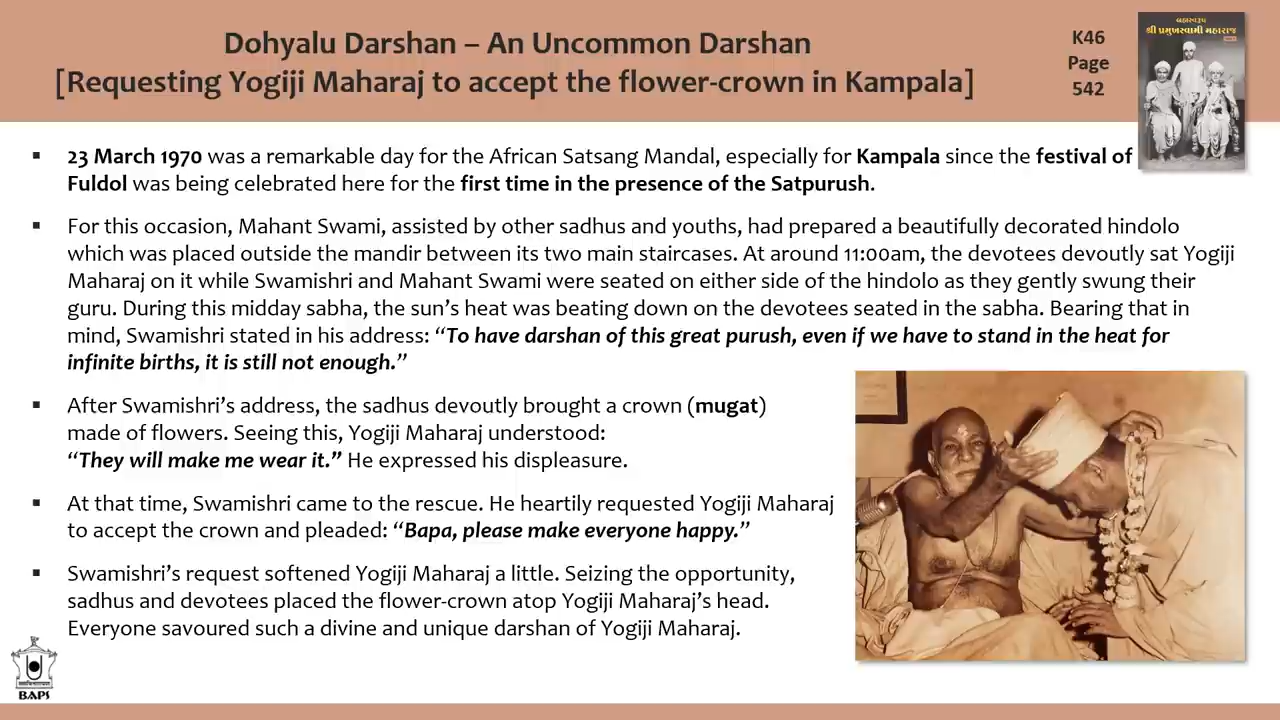 Dohyalu Darshan – An Uncommon Darshan
[Requesting Yogiji Maharaj to accept the flower-crown in Kampala]
K46
Page
542
બ્રહ્મસ્વરૂપ
શ્રી પ્રમુખસ્વામી મહારાજ
▪ 23 March 1970 was a remarkable day for the African Satsang Mandal, especially for Kampala since the festival of
Fuldol was being celebrated here for the first time in the presence of the Satpurush.
▪ For this occasion, Mahant Swami, assisted by other sadhus and youths, had prepared a beautifully decorated hindolo
which was placed outside the mandir between its two main staircases. At around 11:00am, the devotees devoutly sat Yogiji
Maharaj on it while Swamishri and Mahant Swami were seated on either side of the hindolo as they gently swung their
guru. During this midday sabha, the sun’s heat was beating down on the devotees seated in the sabha. Bearing that in
mind, Swamishri stated in his address: “To have darshan of this great purush, even if we have to stand in the heat for
infinite births, it is still not enough.”
▪ After Swamishri’s address, the sadhus devoutly brought a crown (mugat)
made of flowers. Seeing this, Yogiji Maharaj understood:
“They will make me wear it.” He expressed his displeasure.
▪ At that time, Swamishri came to the rescue. He heartily requested Yogiji Maharaj
to accept the crown and pleaded: “Bapa, please make everyone happy.”
▪ Swamishri’s request softened Yogiji Maharaj a little. Seizing the opportunity,
sadhus and devotees placed the flower-crown atop Yogiji Maharaj’s head.
Everyone savoured such a divine and unique darshan of Yogiji Maharaj.
BAPS